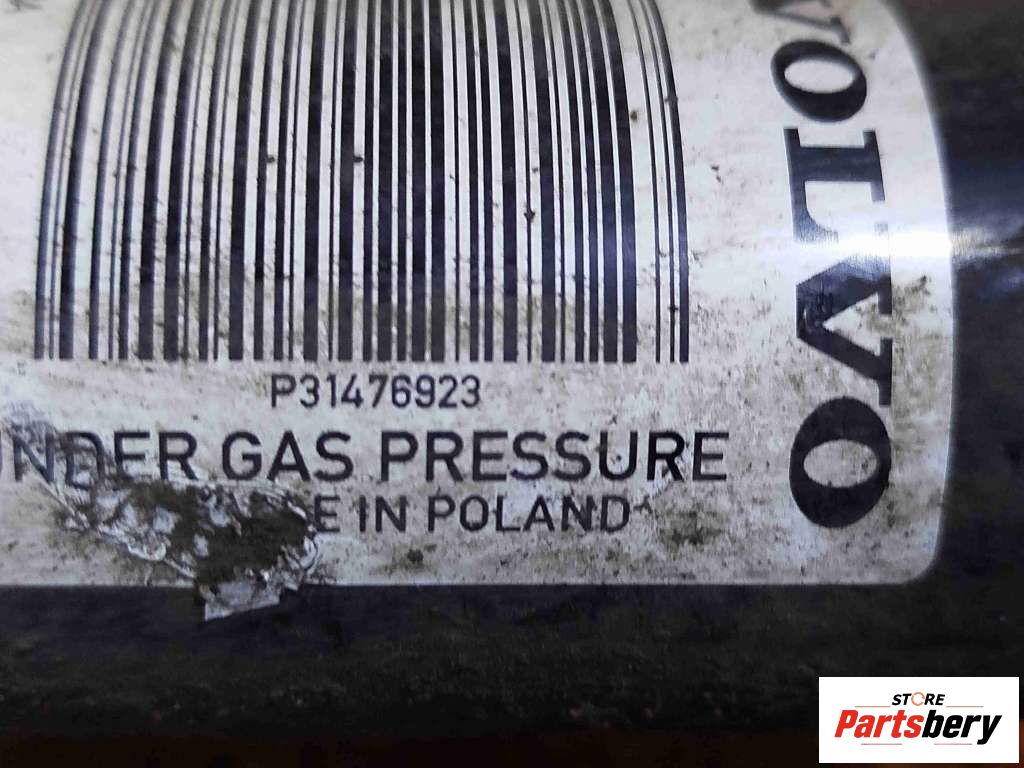 P31476923
UNDER GAS PRESSURE
E IN POLAND
VOLVO
STORE
Partsbery